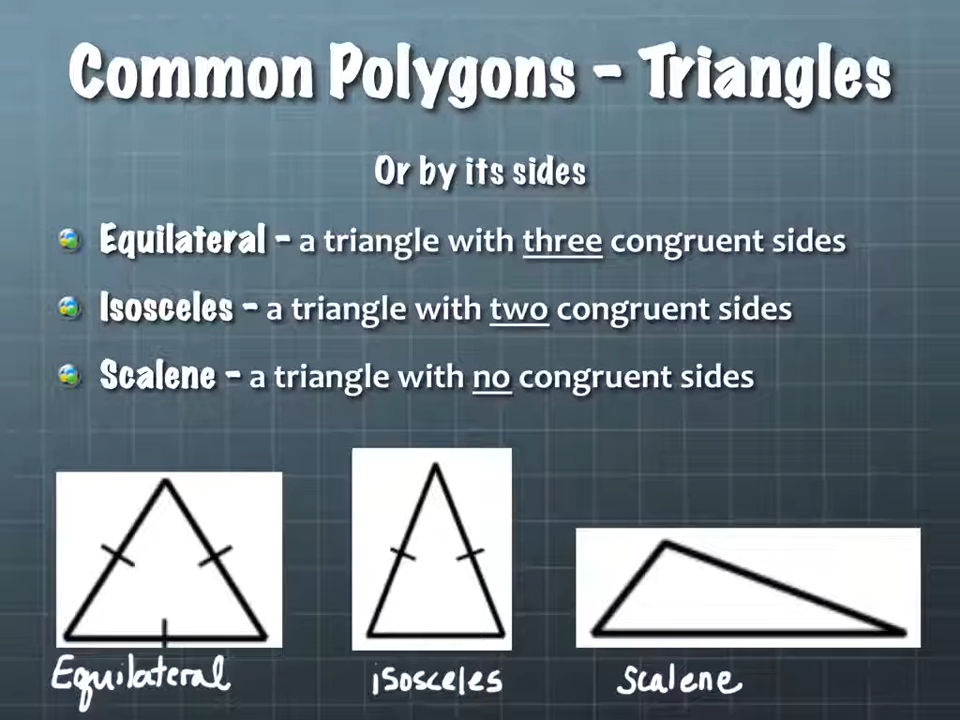 Common Polygons - Triangles
Or by its sides
Equilateral - a triangle with three congruent sides
Isosceles - a triangle with two congruent sides
Scalene - a triangle with no congruent sides
Equilateral
isosceles
Scalene